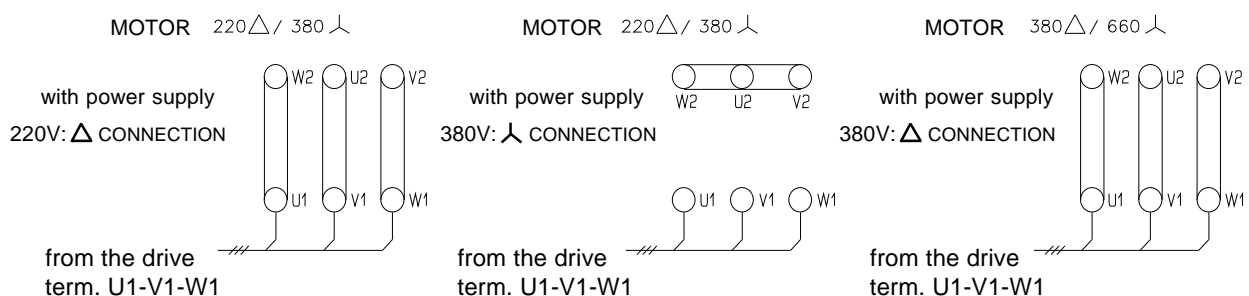 MOTOR 220△/ 380⅄
W2 U2 V2
with power supply
220V: △ CONNECTION
U1 V1 W1
from the drive
term. U1-V1-W1
MOTOR 220△/ 380⅄
W2 U2 V2
with power supply
380V: ⅄ CONNECTION
U1 V1 W1
from the drive
term. U1-V1-W1
MOTOR 380△/ 660⅄
W2 U2 V2
with power supply
380V: △ CONNECTION
U1 V1 W1
from the drive
term. U1-V1-W1